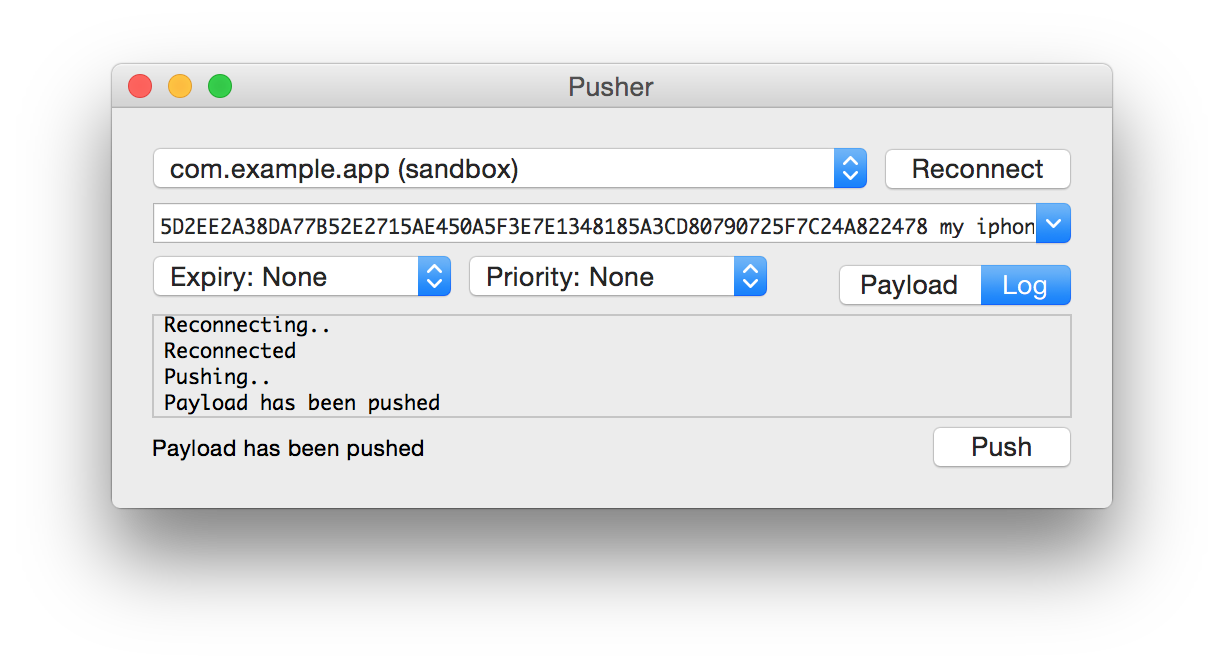 Pusher
com.example.app (sandbox)
Reconnect
5D2EE2A38DA77B52E2715AE450A5F3E7E1348185A3CD80790725F7C24A822478 my iphon
Expiry: None
Priority: None
Payload
Log
Reconnecting..
Reconnected
Pushing..
Payload has been pushed
Payload has been pushed
Push